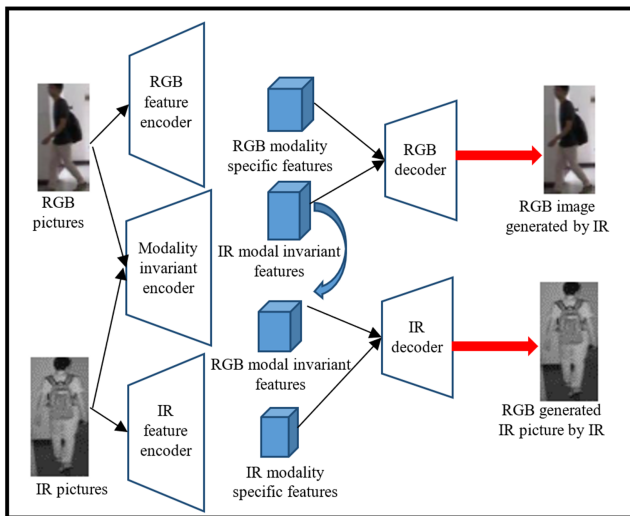 RGB
feature
encoder
RGB
pictures
Modality
invariant
encoder
IR
feature
encoder
IR pictures
RGB modality
specific features
IR modal invariant
features
RGB modal invariant
features
IR modality
specific features
RGB
decoder
IR
decoder
RGB image
generated by IR
RGB generated
IR picture by IR